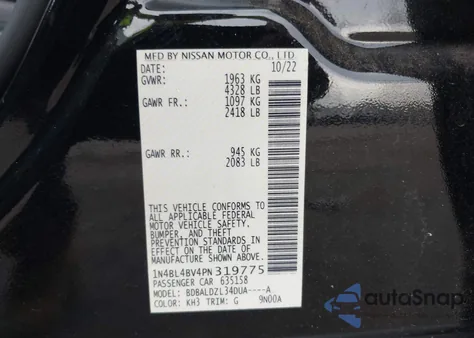 MFD BY NISSAN MOTOR CO., LTD
DATE: 10/22
GVWR: 1963 KG
4328 LB
GAWR FR.: 1097 KG
2418 LB
GAWR RR.: 945 KG
2083 LB
THIS VEHICLE CONFORMS TO
ALL APPLICABLE FEDERAL
MOTOR VEHICLE SAFETY,
BUMPER, AND THEFT
PREVENTION STANDARDS IN
EFFECT ON THE DATE OF
MANUFACTURE SHOWN ABOVE.
1N4BL4BV4PN319775
PASSENGER CAR 635158
MODEL: BDBALDZL34DUA----A
COLOR: KH3 TRIM: G 9N00A
autoSnap